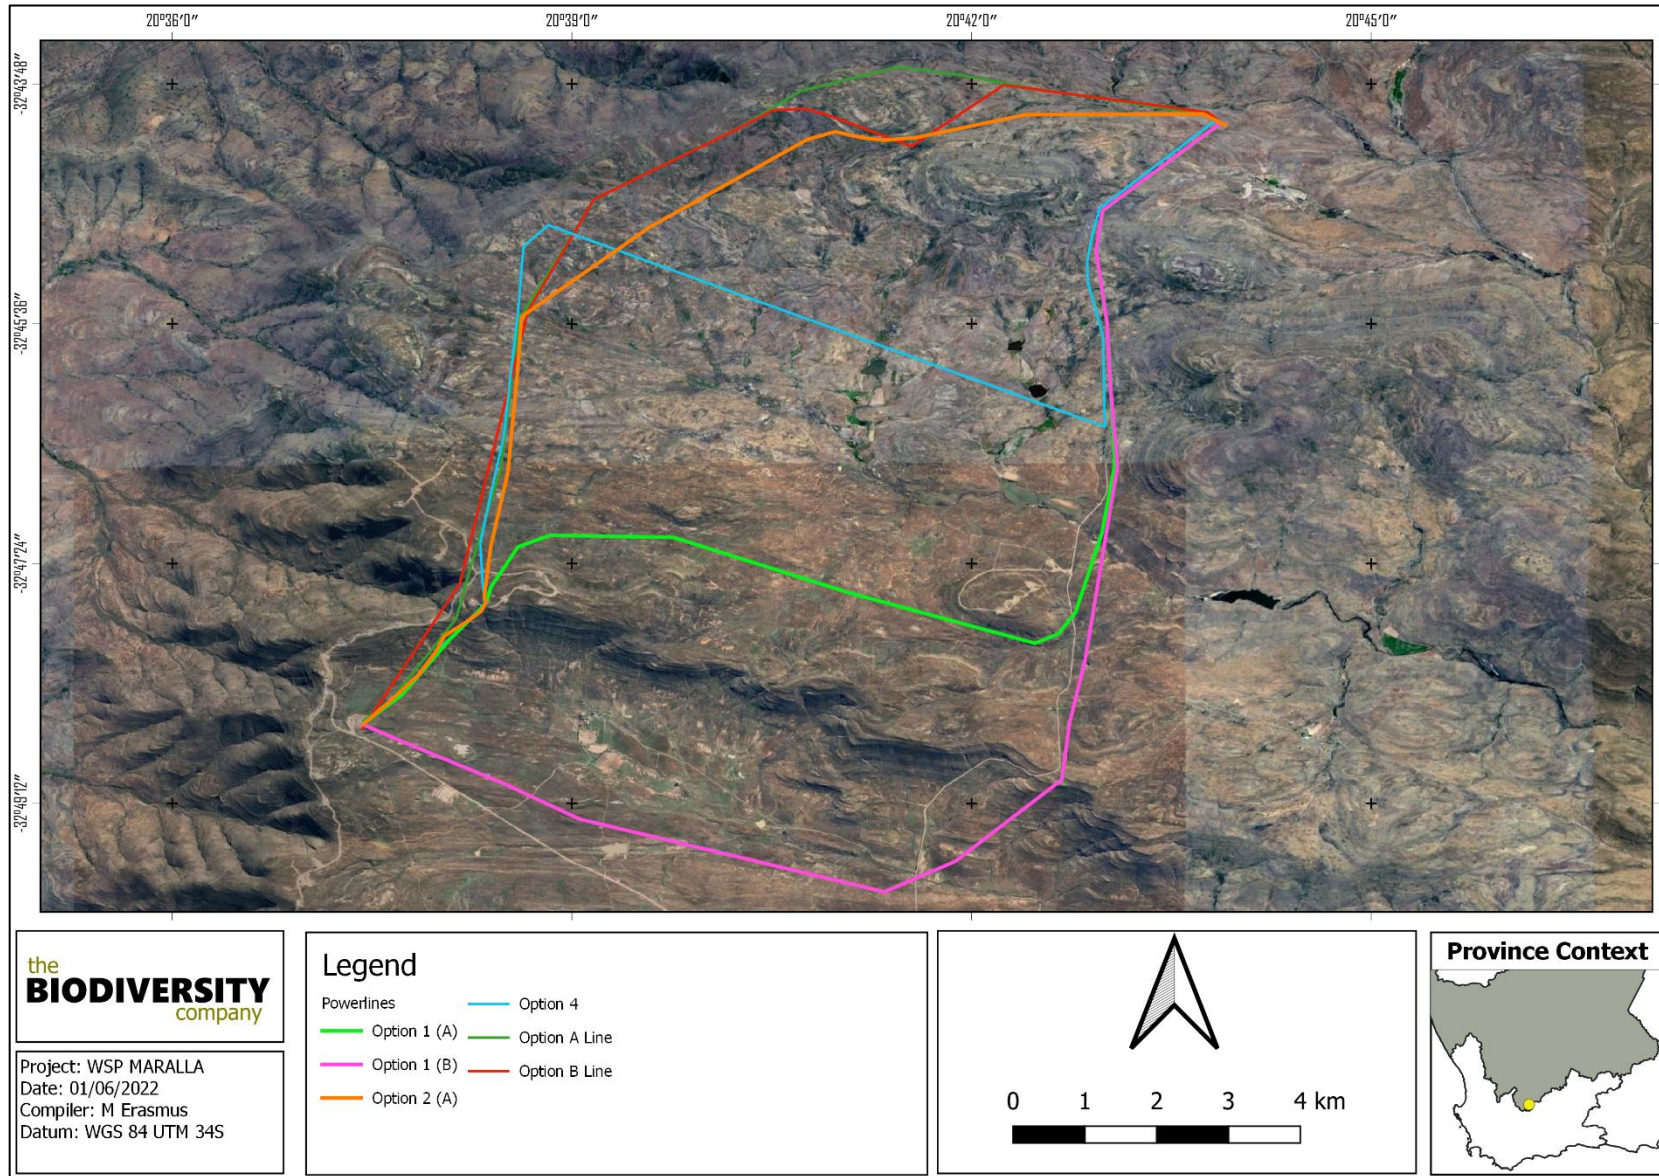 20°36'0"
20°39'0"
20°42'0"
20°45'0"
-32°43'48"
-32°45'36"
-32°47'24"
-32°49'12"
the
BIODIVERSITY
company
Project: WSP MARALLA
Date: 01/06/2022
Compiler: M Erasmus
Datum: WGS 84 UTM 34S
Legend
Powerlines
Option 1 (A)
Option 1 (B)
Option 2 (A)
Option 4
Option A Line
Option B Line
0 1 2 3 4 km
Province Context